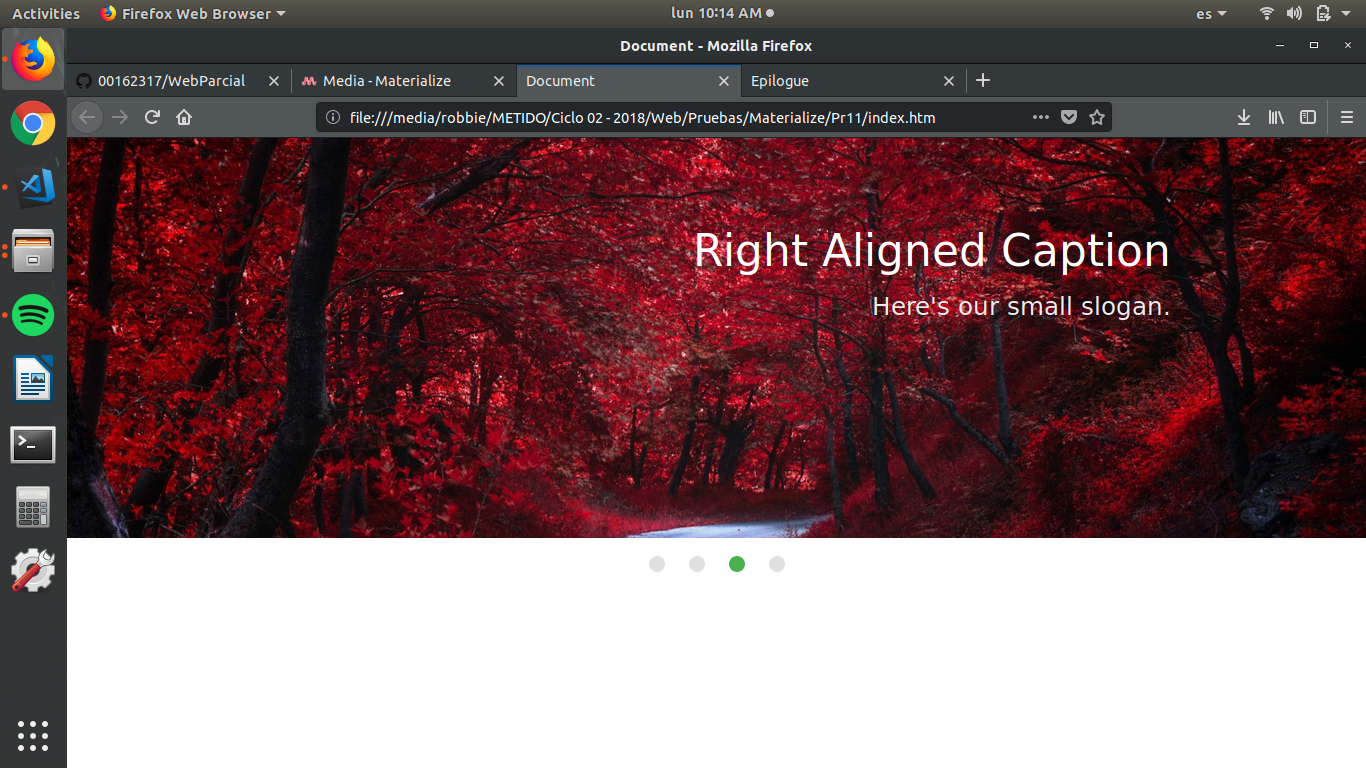 Activities Firefox Web Browser lun 10:14 AM es
Document - Mozilla Firefox
00162317/WebParcial Media - Materialize Document Epilogue
file:///media/robbie/METIDO/Ciclo 02 - 2018/Web/Pruebas/Materialize/Pr11/index.htm
Right Aligned Caption
Here's our small slogan.